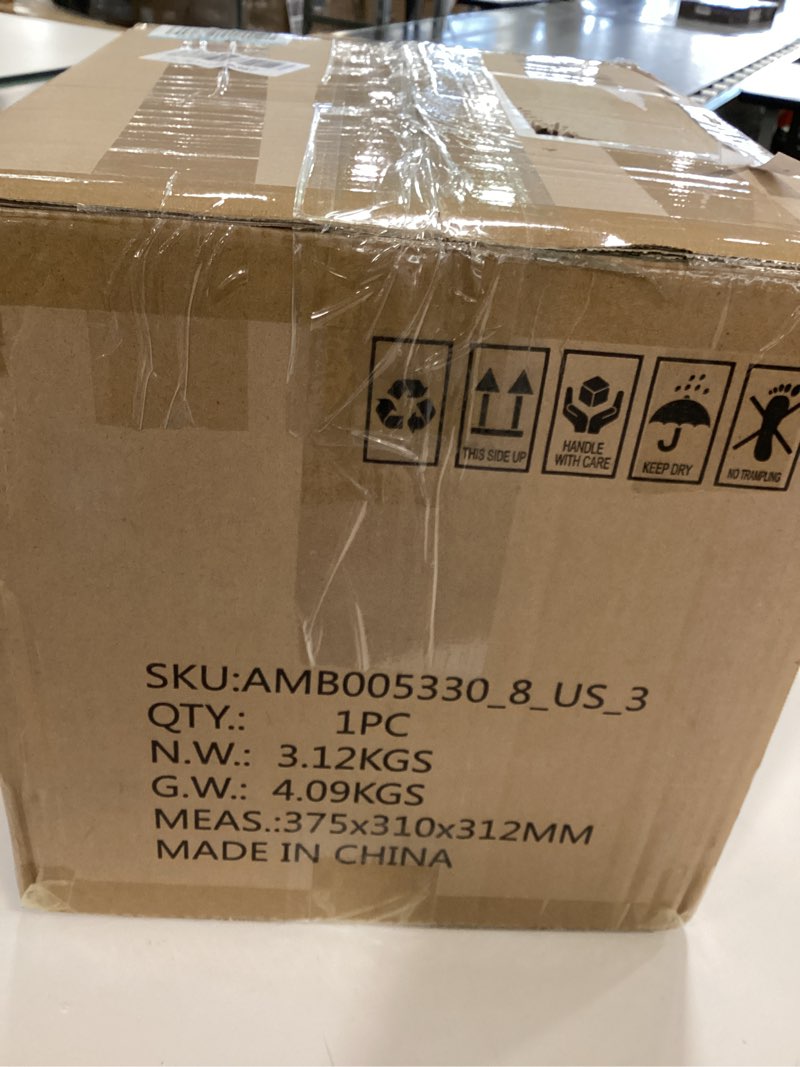 THIS SIDE UP
HANDLE
WITH CARE
KEEP DRY
NO TRAMPLING
SKU:AMB005330_8_US_3
QTY.: 1PC
N.W.: 3.12KGS
G.W.: 4.09KGS
MEAS.:375x310x312MM
MADE IN CHINA